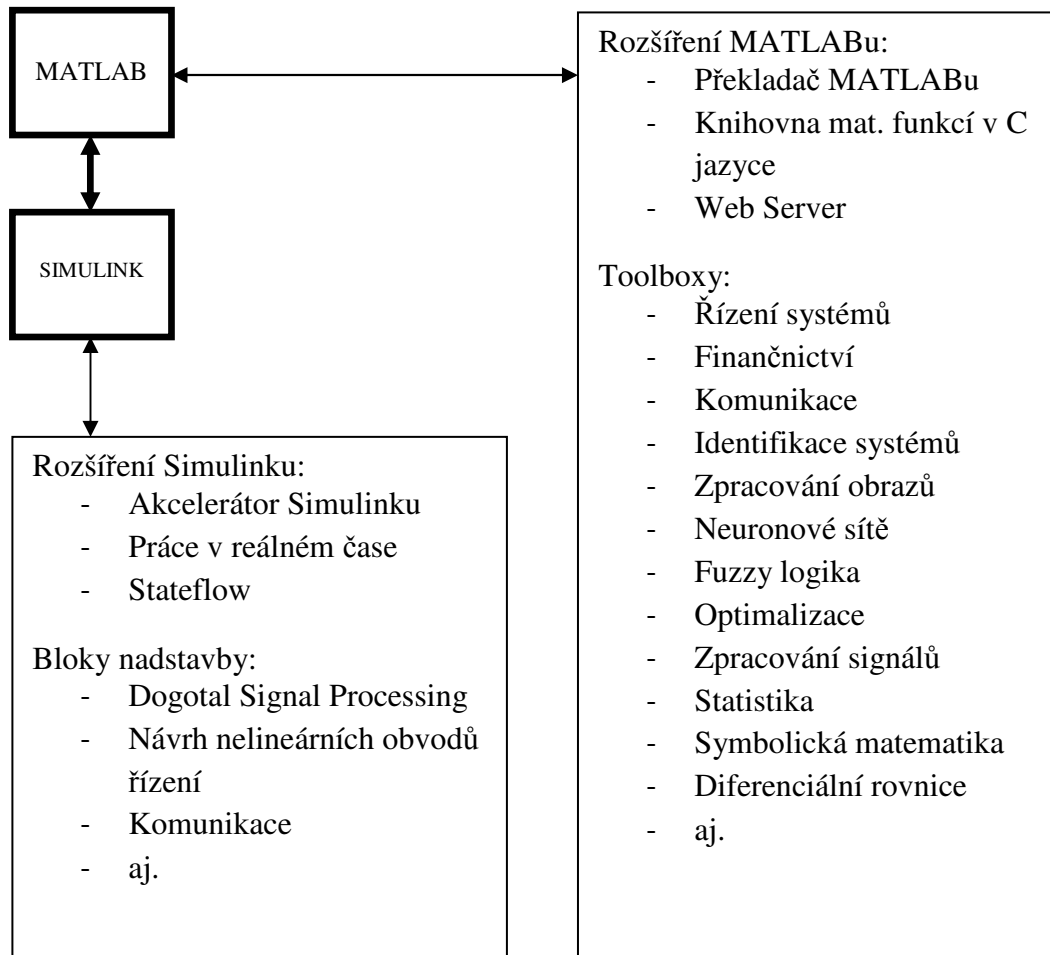 MATLAB
SIMULINK
Rozšíření Simulinku:
- Akcelerátor Simulinku
- Práce v reálném čase
- Stateflow
Bloky nadstavby:
- Dogotal Signal Processing
- Návrh nelineárních obvodů
řízení
- Komunikace
- aj.
Rozšíření MATLABu:
- Překladač MATLABu
- Knihovna mat. funkcí v C
jazyce
- Web Server
Toolboxy:
- Řízení systémů
- Finančnictví
- Komunikace
- Identifikace systémů
- Zpracování obrazů
- Neuronové sítě
- Fuzzy logika
- Optimalizace
- Zpracování signálů
- Statistika
- Symbolická matematika
- Diferenciální rovnice
- aj.